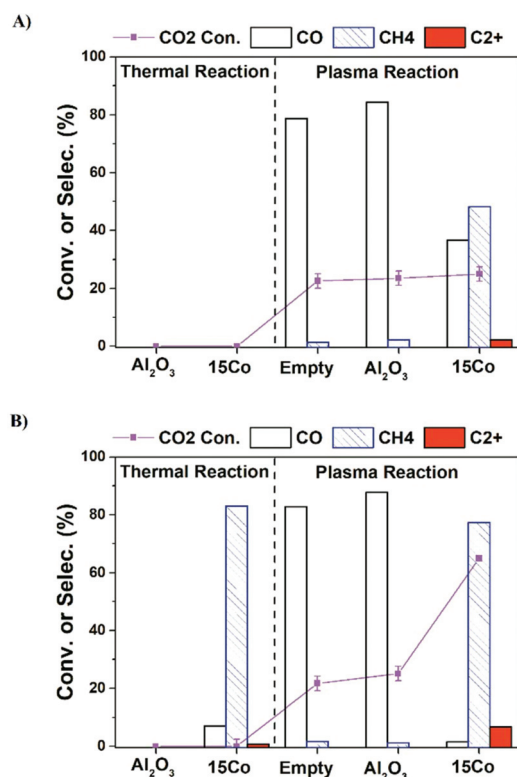 A)
CO2 Con. CO CH4 C2+
Thermal Reaction Plasma Reaction
Conv. or Selec. (%)
100
80
60
40
20
0
Al₂O₃ 15Co Empty Al₂O₃ 15Co
B)
CO2 Con. CO CH4 C2+
Thermal Reaction Plasma Reaction
Conv. or Selec. (%)
100
80
60
40
20
0
Al₂O₃ 15Co Empty Al₂O₃ 15Co